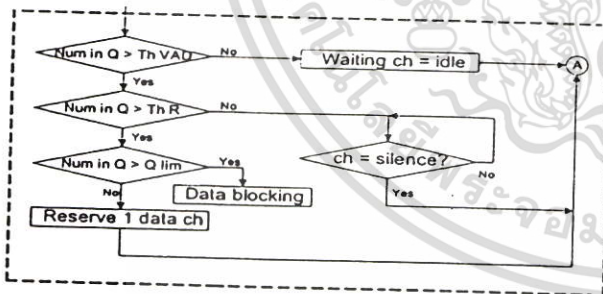 Num in Q > Th VAD
No
Waiting ch = idle
A
Yes
Num in Q > Th R
No
Yes
Num in Q > Q lim
Yes
ch = silence?
No
No
Data blocking
Yes
Reserve 1 data ch